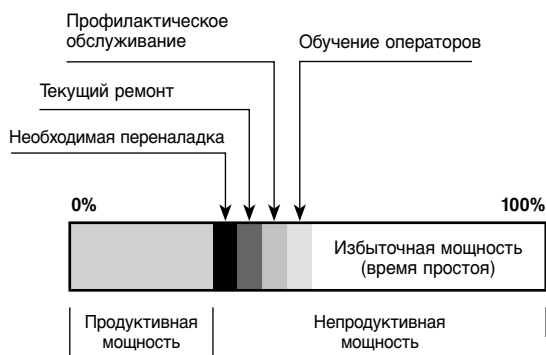 Профилактическое
обслуживание
Обучение операторов
Текущий ремонт
Необходимая переналадка
0%
100%
Избыточная мощность
(время простоя)
Продуктивная
мощность
Непродуктивная
мощность